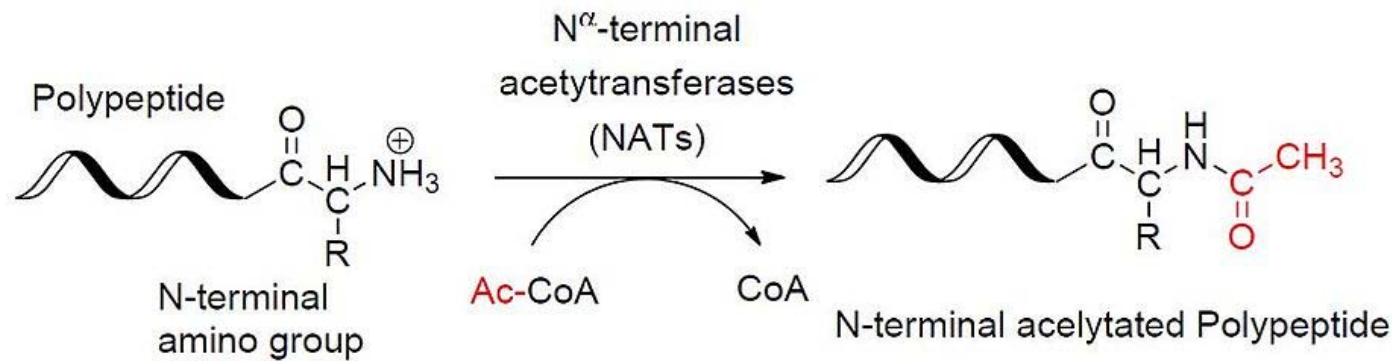 Polypeptide
O
C
H
C
⊕
NH3
R
N-terminal
amino group
Nα-terminal
acetytransferases
(NATs)
Ac-CoA
CoA
O
C
H
C
H
N
C
CH3
R
O
N-terminal acelytated Polypeptide